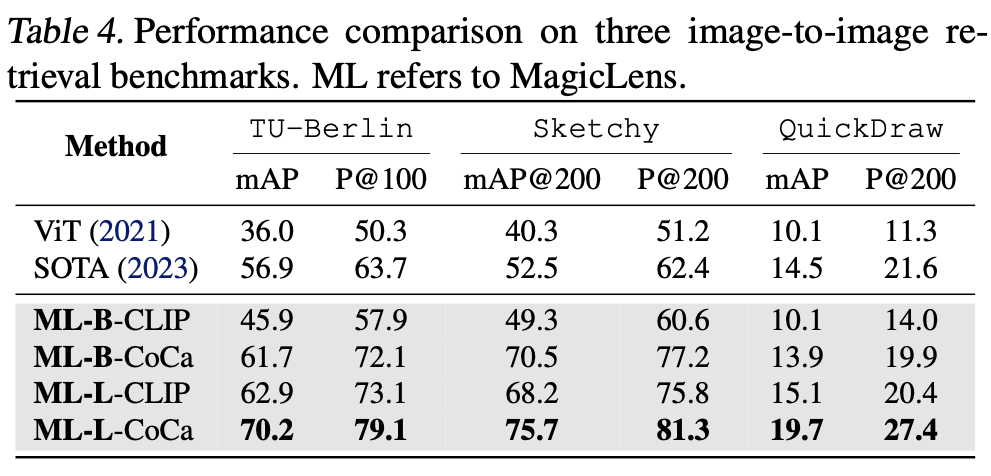 Table 4. Performance comparison on three image-to-image re-
trieval benchmarks. ML refers to MagicLens.
Method TU-Berlin Sketchy QuickDraw
mAP P@100 mAP@200 P@200 mAP P@200
ViT (2021) 36.0 50.3 40.3 51.2 10.1 11.3
SOTA (2023) 56.9 63.7 52.5 62.4 14.5 21.6
ML-B-CLIP 45.9 57.9 49.3 60.6 10.1 14.0
ML-B-CoCa 61.7 72.1 70.5 77.2 13.9 19.9
ML-L-CLIP 62.9 73.1 68.2 75.8 15.1 20.4
ML-L-CoCa 70.2 79.1 75.7 81.3 19.7 27.4